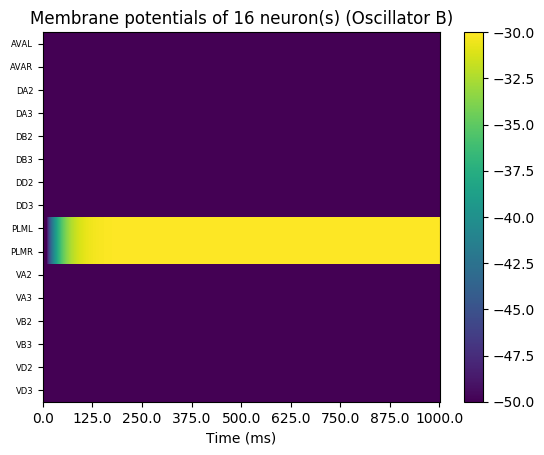 Membrane potentials of 16 neuron(s) (Oscillator B)
AVAL
AVAR
DA2
DA3
DB2
DB3
DD2
DD3
PLML
PLMR
VA2
VA3
VB2
VB3
VD2
VD3
0.0 125.0 250.0 375.0 500.0 625.0 750.0 875.0 1000.0
Time (ms)
−30.0
−32.5
−35.0
−37.5
−40.0
−42.5
−45.0
−47.5
−50.0